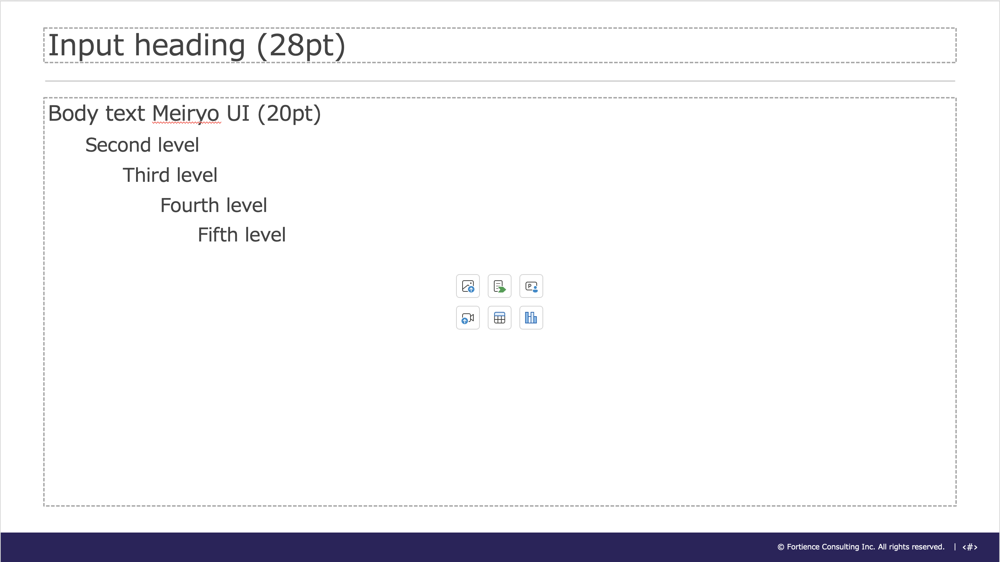 Input heading (28pt)
Body text Meiryo UI (20pt)
Second level
Third level
Fourth level
Fifth level
P
© Fortience Consulting Inc. All rights reserved. | ‹#›